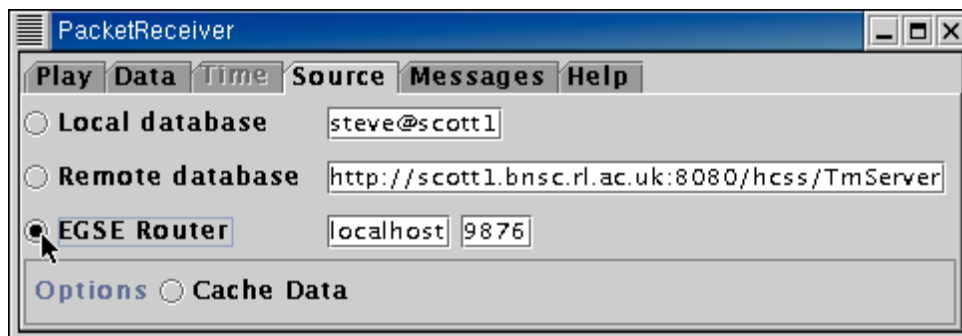 PacketReceiver
Play Data Time Source Messages Help
Local database steve@scott1
Remote database http://scott1.bnsc.rl.ac.uk:8080/hcss/TmServer
EGSE Router localhost 9876
Options Cache Data